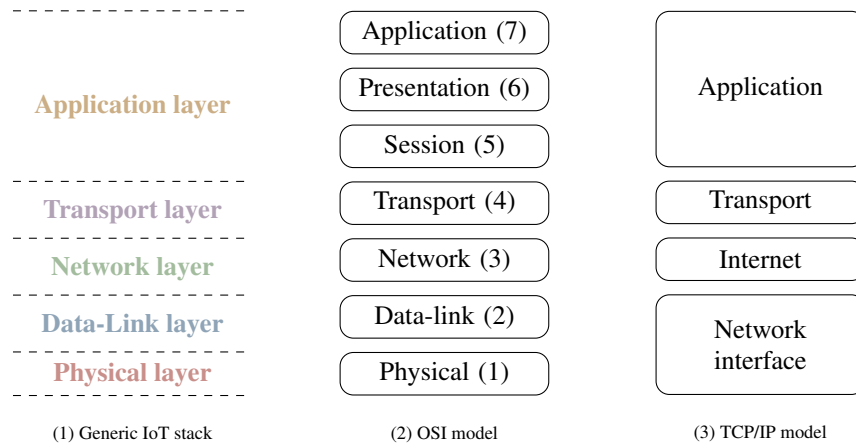 Application layer
Transport layer
Network layer
Data-Link layer
Physical layer
(1) Generic IoT stack
Application (7)
Presentation (6)
Session (5)
Transport (4)
Network (3)
Data-link (2)
Physical (1)
(2) OSI model
Application
Transport
Internet
Network
interface
(3) TCP/IP model